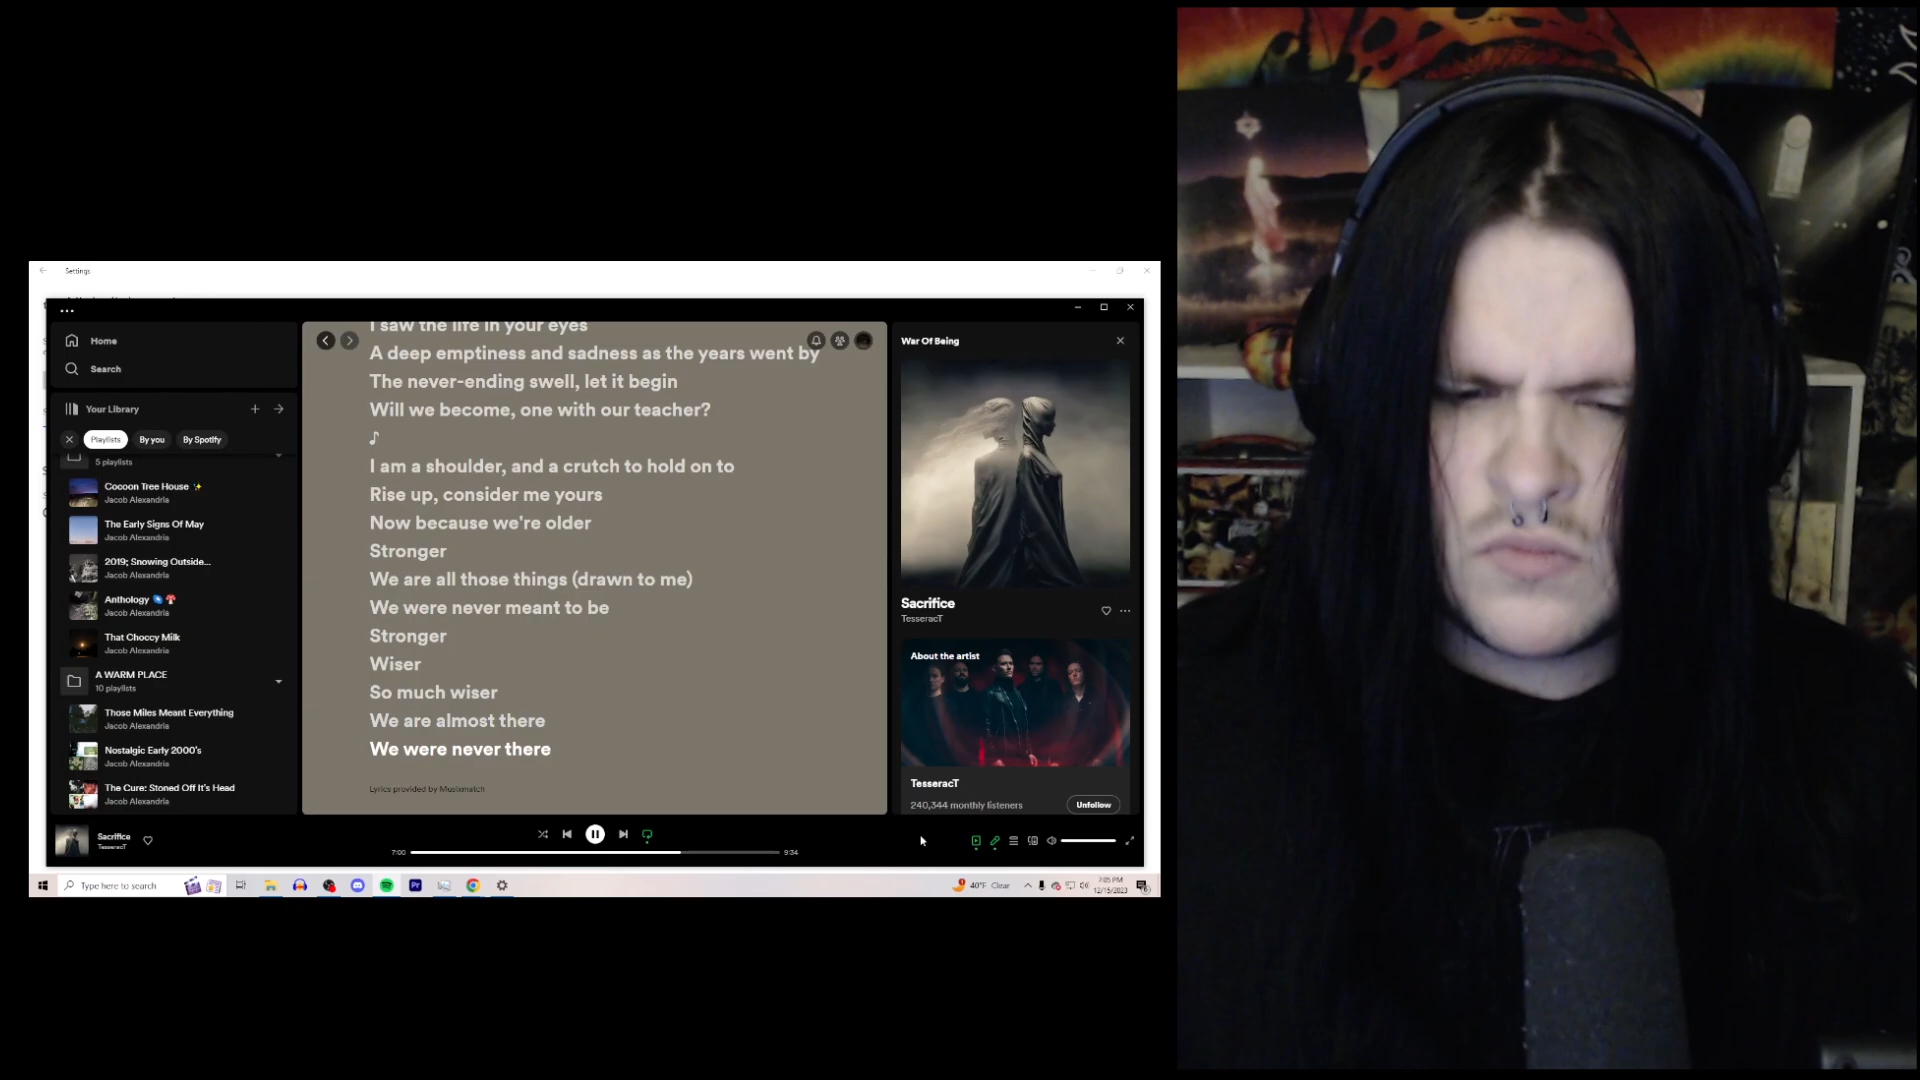 Settings
Home
Search
Your Library
Playlists
By you
By Spotify
5 playlists
Cocoon Tree House ✨
Jacob Alexandria
The Early Signs Of May
Jacob Alexandria
2019; Snowing Outside...
Jacob Alexandria
Anthology
Jacob Alexandria
That Choccy Milk
Jacob Alexandria
A WARM PLACE
10 playlists
Those Miles Meant Everything
Jacob Alexandria
Nostalgic Early 2000's
Jacob Alexandria
The Cure: Stoned Off It's Head
Jacob Alexandria
I saw the life in your eyes
A deep emptiness and sadness as the years went by
The never-ending swell, let it begin
Will we become, one with our teacher?
♪
I am a shoulder, and a crutch to hold on to
Rise up, consider me yours
Now because we're older
Stronger
We are all those things (drawn to me)
We were never meant to be
Stronger
Wiser
So much wiser
We are almost there
We were never there
Lyrics provided by Musixmatch
War Of Being
Sacrifice
TesseracT
About the artist
TesseracT
240,344 monthly listeners
Unfollow
Sacrifice
TesseracT
7:00
9:34
Type here to search
Pr
40°F Clear
7:05 PM
12/15/2023